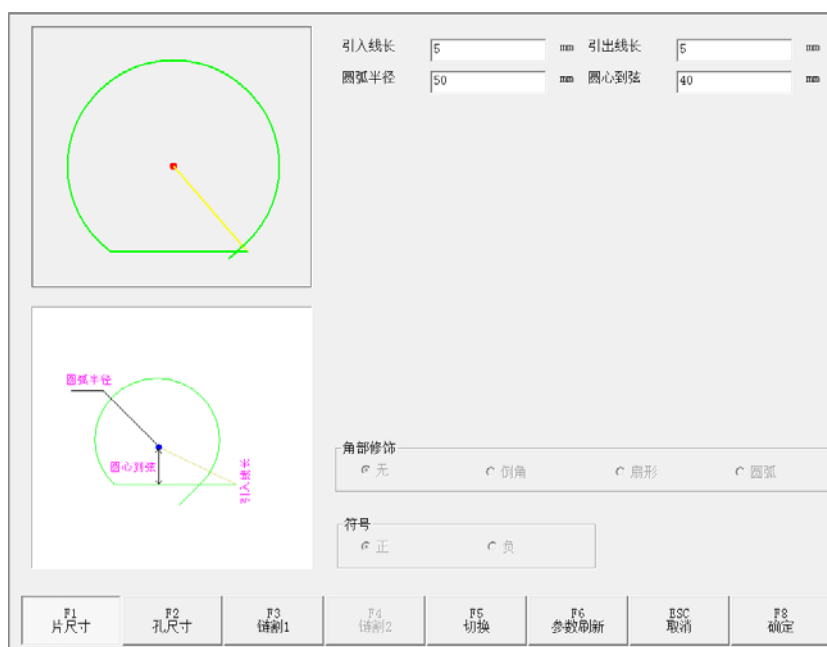 引入线长 5 mm 引出线长 5 mm
圆弧半径 50 mm 圆心到弦 40 mm
圆弧半径
圆心到弦
引入线长
角部修饰
无 倒角 扇形 圆弧
符号
正 负
F1 F2 F3 F4 F5 F6 ESC F8
片尺寸 孔尺寸 链割1 链割2 切换 参数刷新 取消 确定